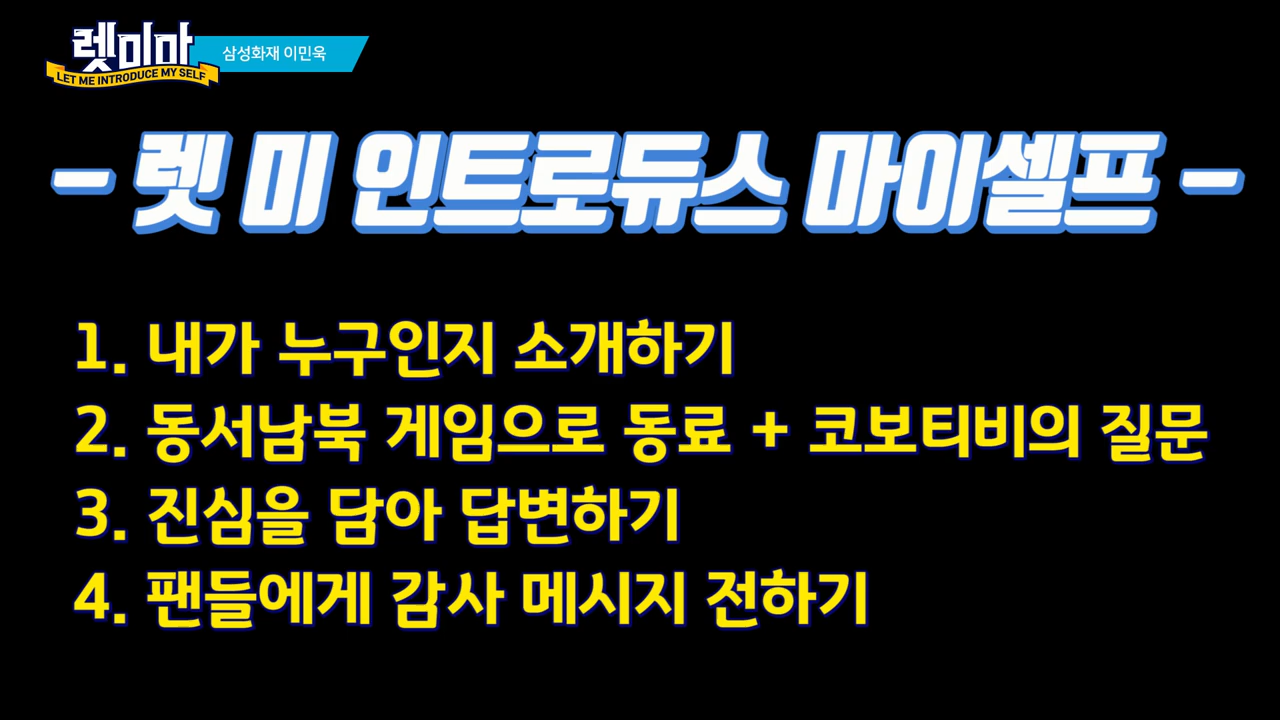 렛미마
LET ME INTRODUCE MY SELF
삼성화재 이민욱
- 렛 미 인트로듀스 마이셀프 -
1. 내가 누구인지 소개하기
2. 동서남북 게임으로 동료 + 코보티비의 질문
3. 진심을 담아 답변하기
4. 팬들에게 감사 메시지 전하기